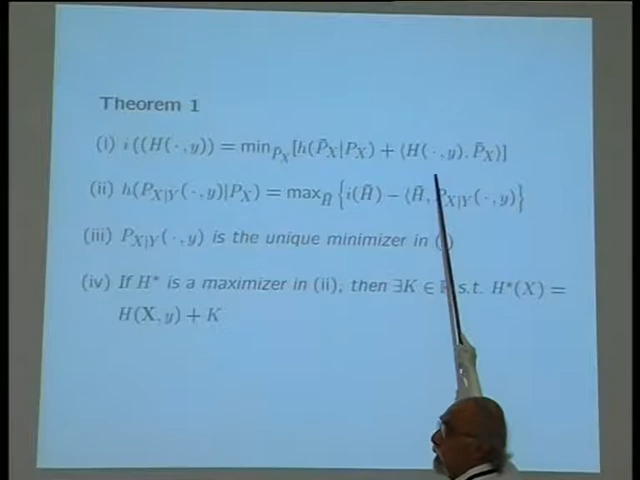 Theorem 1
(i) i((H(·,y)) = min_{P̃_X}[h(P̃_X|P_X) + ⟨H(·,y), P̃_X⟩]
(ii) h(P_{X|Y}(·,y)|P_X) = max_{H̃} {i(H̃) − ⟨H̃, P_{X|Y}(·,y)⟩}
(iii) P_{X|Y}(·,y) is the unique minimizer in
(iv) If H* is a maximizer in (ii), then ∃K ∈ s.t. H*(X) =
H(X,y) + K